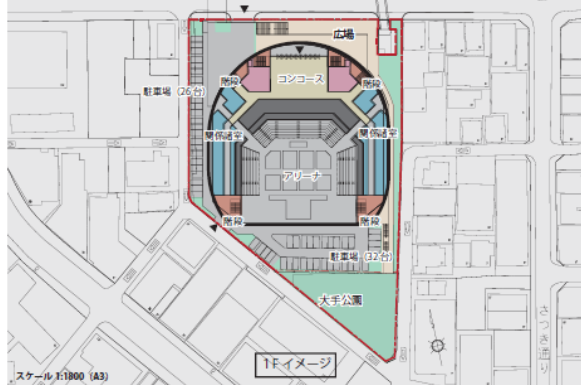 広場
階段
コンコース
階段
駐車場（26台）
関係諸室
関係諸室
アリーナ
階段
階段
駐車場（32台）
大手公園
さつき通り
1Fイメージ
スケール 1:1800（A3）